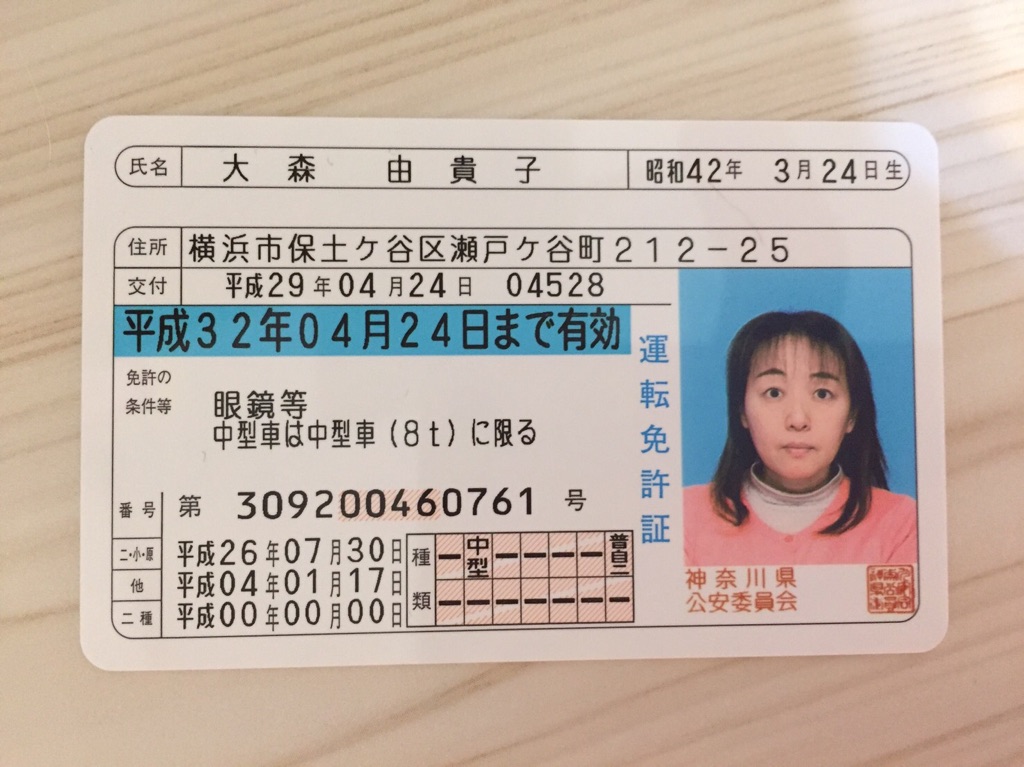 氏名 大森 由貴子 昭和42年 3月24日生
住所 横浜市保土ケ谷区瀬戸ケ谷町212-25
交付 平成29年04月24日 04528
平成32年04月24日まで有効
免許の
条件等
眼鏡等
中型車は中型車(8t)に限る
番号 第 309200460761 号
二・小・原 平成26年07月30日
他 平成04年01月17日
二種 平成00年00月00日
種類 ー 中型 ー ー ー ー 普自二
ー ー ー ー ー ー ー
運転免許証
神奈川県
公安委員会